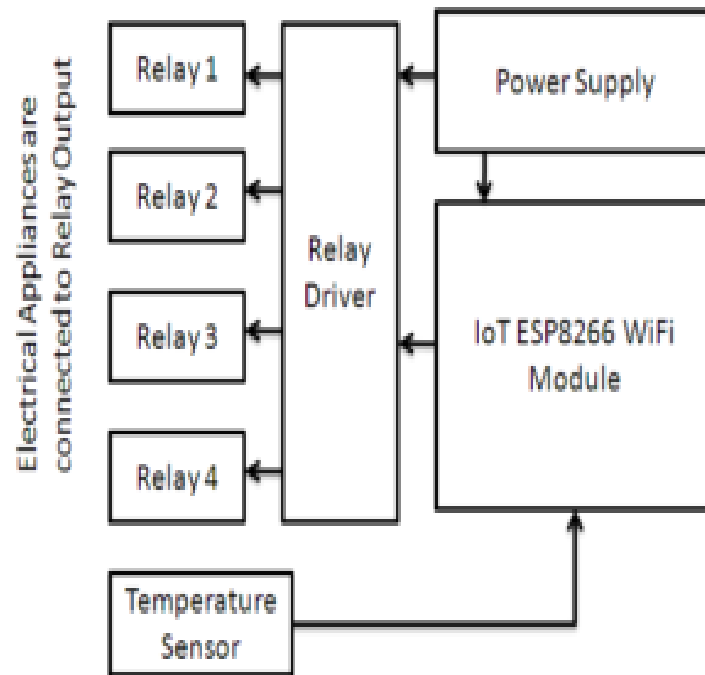 Electrical Appliances are
connected to Relay Output
Relay 1
Relay 2
Relay 3
Relay 4
Relay
Driver
Power Supply
IoT ESP8266 WiFi
Module
Temperature
Sensor